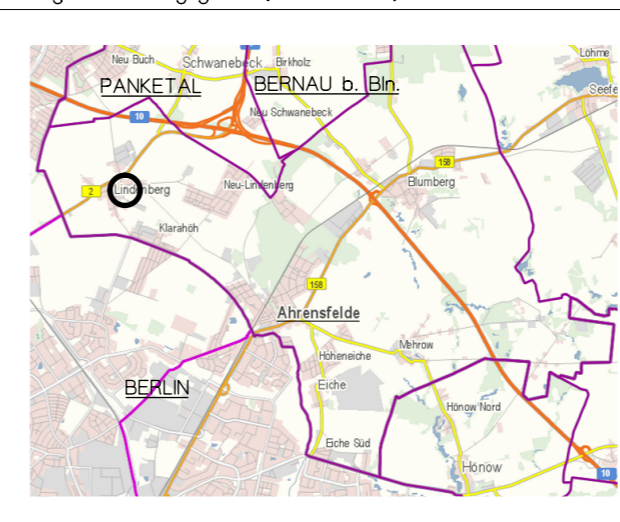 Neu Buch
Schwanebeck
Birkholz
Löhme
PANKETAL
BERNAU b. Bln.
Seefe
10
Neu Schwanebeck
158
Blumberg
2
Lindenberg
Neu-Lindenberg
Klarahöh
158
Ahrensfelde
Mehrow
Hoheneiche
BERLIN
Eiche
Hönow Nord
Eiche Süd
Hönow
10